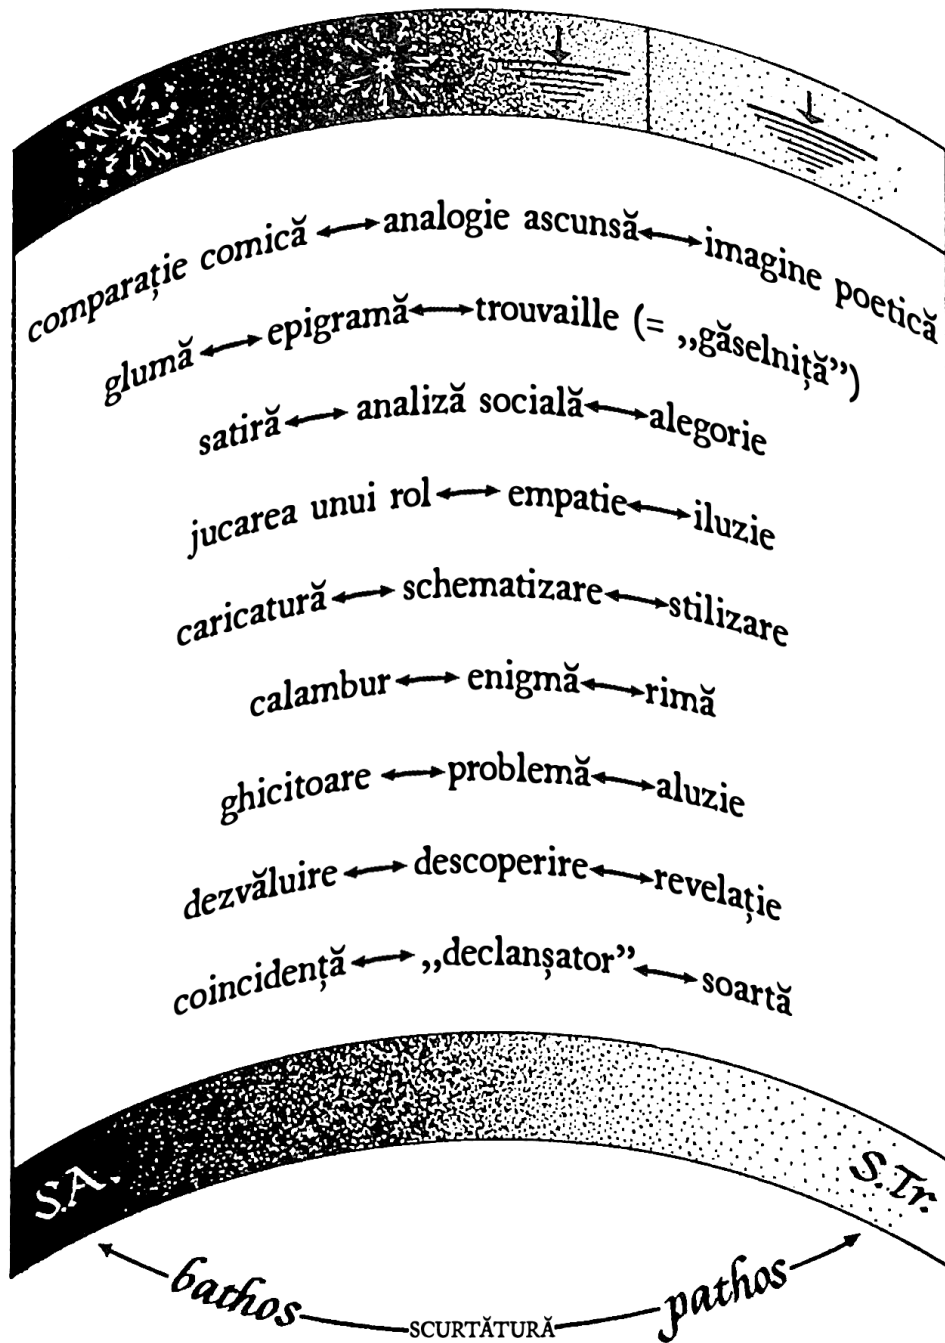 comparație comică ↔ analogie ascunsă ↔ imagine poetică
glumă ↔ epigramă ↔ trouvaille (= „găselniță”)
satiră ↔ analiză socială ↔ alegorie
jucarea unui rol ↔ empatie ↔ iluzie
caricatură ↔ schematizare ↔ stilizare
calambur ↔ enigmă ↔ rimă
ghicitoare ↔ problemă ↔ aluzie
dezvăluire ↔ descoperire ↔ revelație
coincidență ↔ „declanșator” ↔ soartă
S.A. S.Tr.
bathos pathos
SCURTĂTURĂ